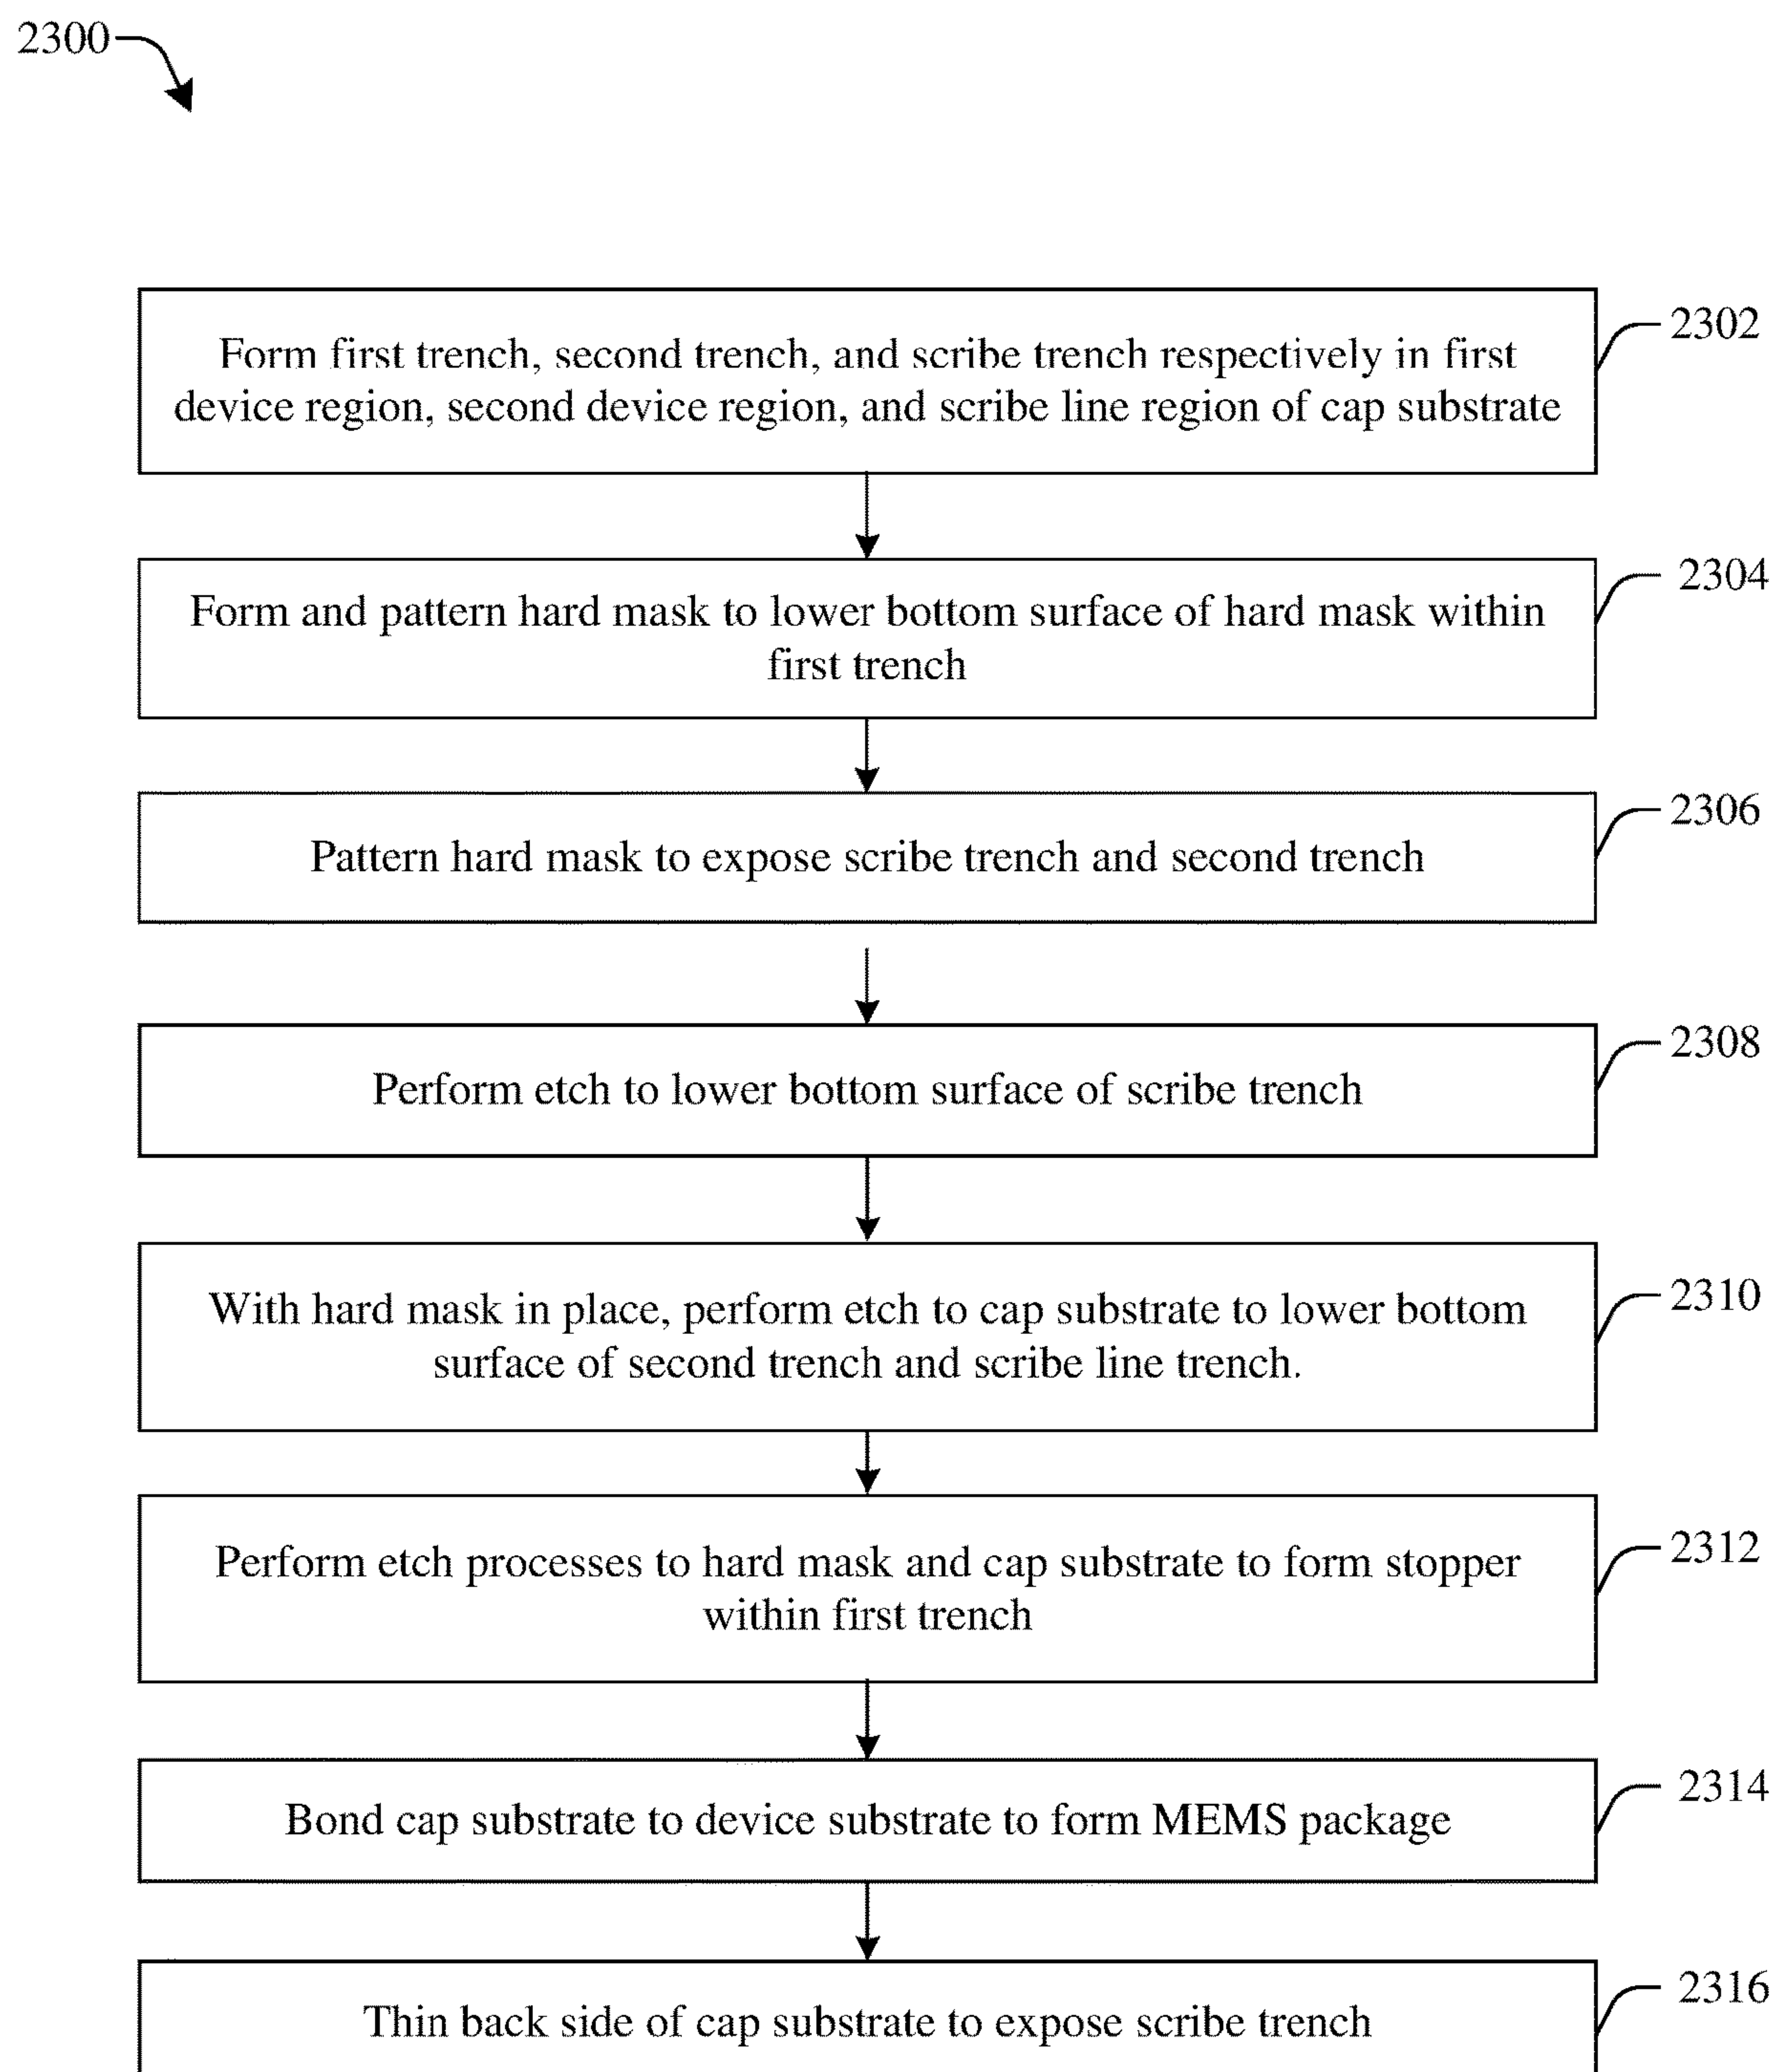 2300
Form first trench, second trench, and scribe trench respectively in first
device region, second device region, and scribe line region of cap substrate
2302
Form and pattern hard mask to lower bottom surface of hard mask within
first trench
2304
Pattern hard mask to expose scribe trench and second trench
2306
Perform etch to lower bottom surface of scribe trench
2308
With hard mask in place, perform etch to cap substrate to lower bottom
surface of second trench and scribe line trench.
2310
Perform etch processes to hard mask and cap substrate to form stopper
within first trench
2312
Bond cap substrate to device substrate to form MEMS package
2314
Thin back side of cap substrate to expose scribe trench
2316